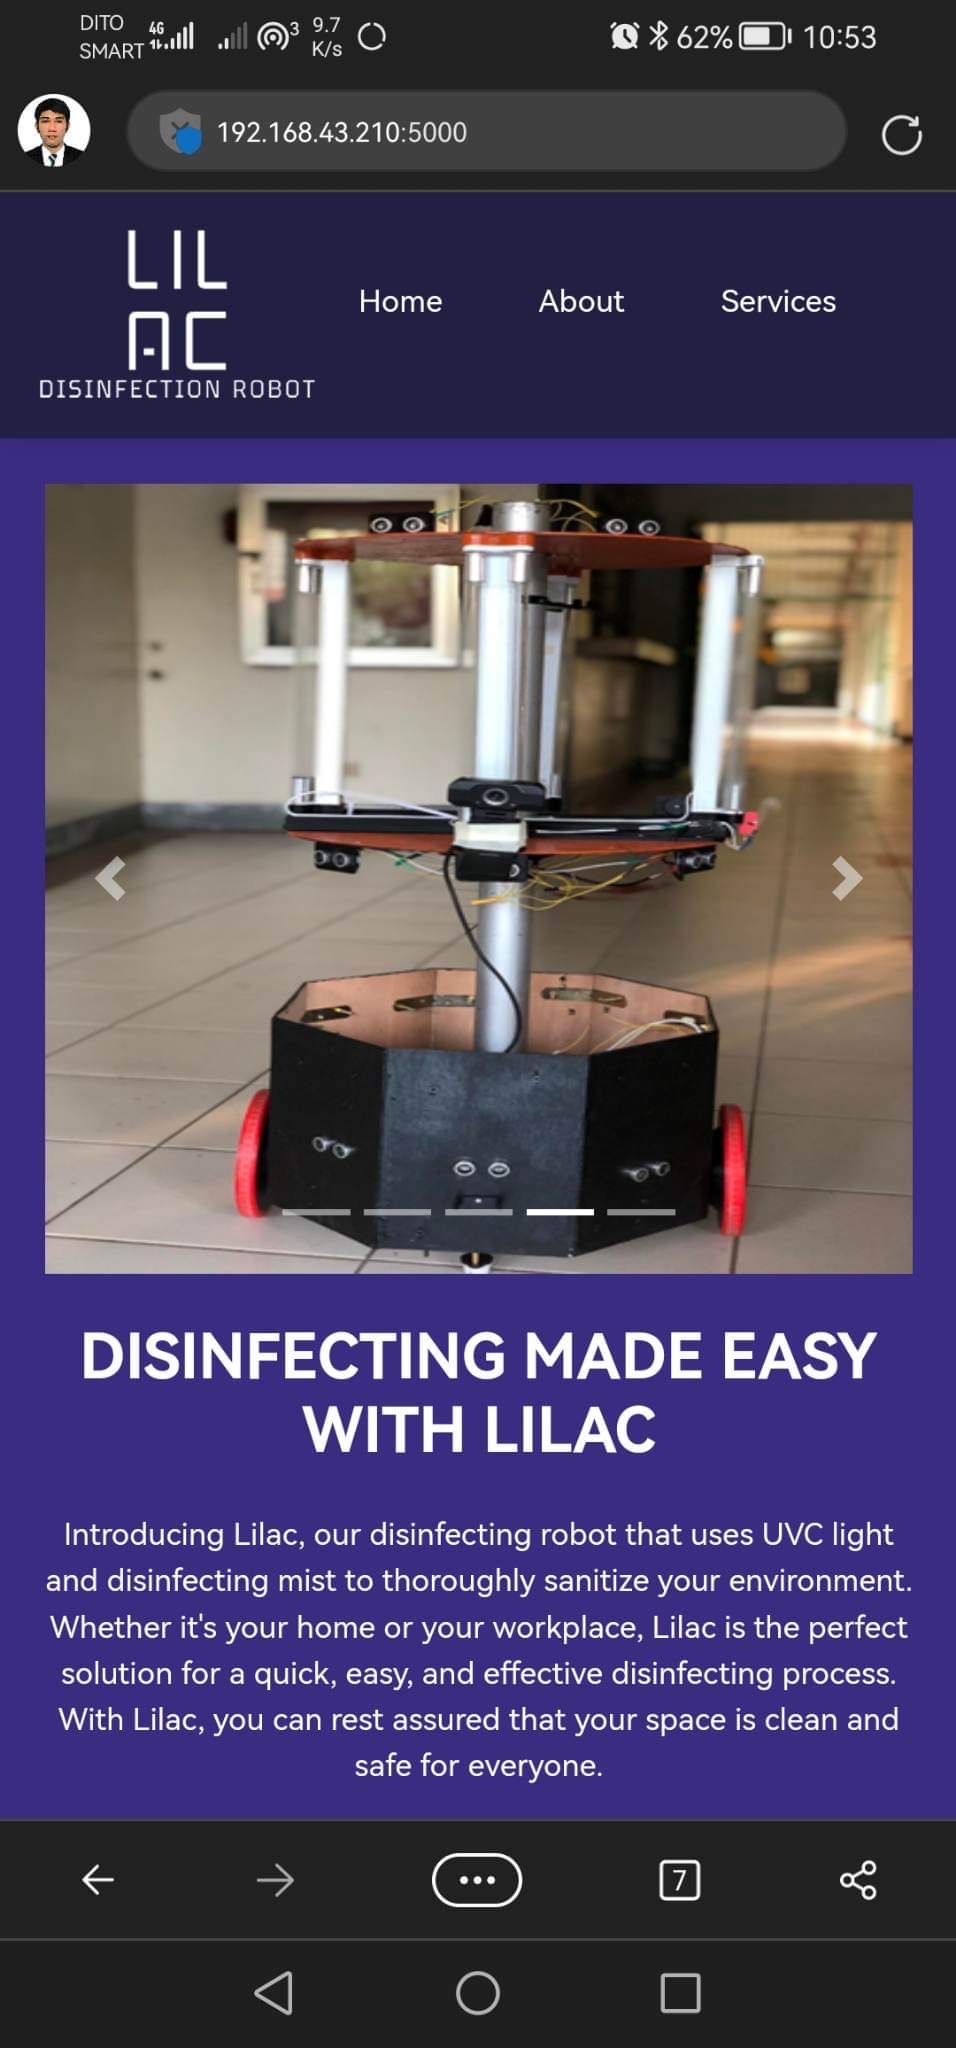 DITO
SMART
4G
3
9.7
K/s
62%
10:53
192.168.43.210:5000
LIL
AC
DISINFECTION ROBOT
Home
About
Services
DISINFECTING MADE EASY
WITH LILAC
Introducing Lilac, our disinfecting robot that uses UVC light
and disinfecting mist to thoroughly sanitize your environment.
Whether it's your home or your workplace, Lilac is the perfect
solution for a quick, easy, and effective disinfecting process.
With Lilac, you can rest assured that your space is clean and
safe for everyone.
7